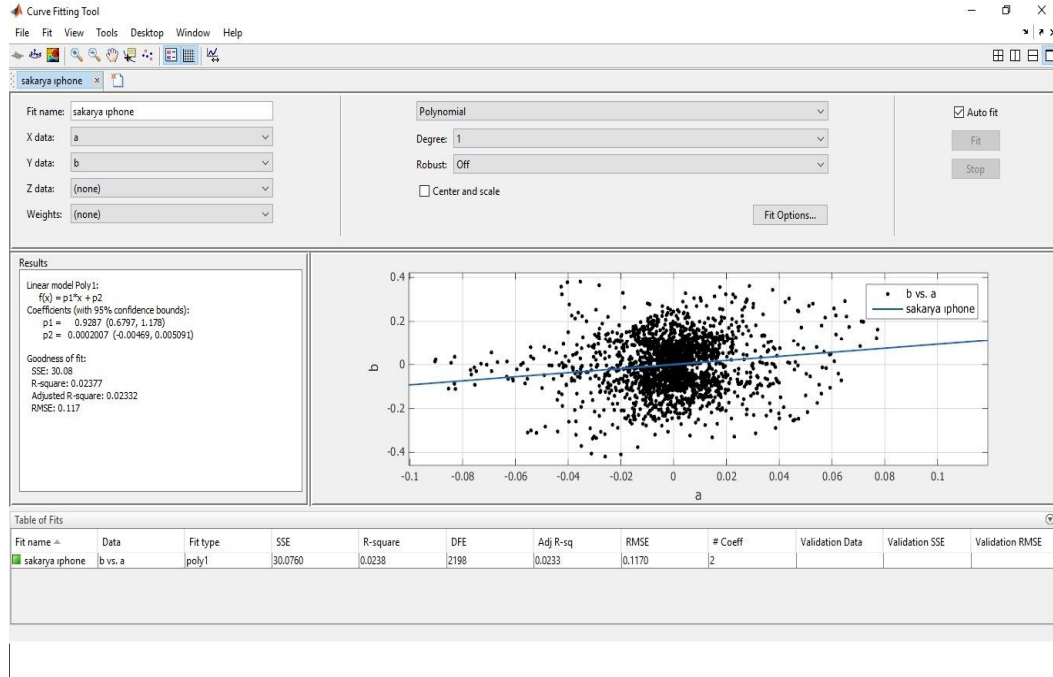 Curve Fitting Tool
File Fit View Tools Desktop Window Help
sakarya ıphone
Fit name: sakarya ıphone
X data: a
Y data: b
Z data: (none)
Weights: (none)
Polynomial
Degree: 1
Robust: Off
Center and scale
Fit Options...
Auto fit
Fit
Stop
Results
Linear model Poly1:
f(x) = p1*x + p2
Coefficients (with 95% confidence bounds):
p1 = 0.9287 (0.6797, 1.178)
p2 = 0.0002007 (-0.00469, 0.005091)
Goodness of fit:
SSE: 30.08
R-square: 0.02377
Adjusted R-square: 0.02332
RMSE: 0.117
b vs. a
sakarya ıphone
0.4
0.2
0
-0.2
-0.4
b
-0.1 -0.08 -0.06 -0.04 -0.02 0 0.02 0.04 0.06 0.08 0.1
a
Table of Fits
Fit name Data Fit type SSE R-square DFE Adj R-sq RMSE # Coeff Validation Data Validation SSE Validation RMSE
sakarya ıphone b vs. a poly1 30.0760 0.0238 2198 0.0233 0.1170 2